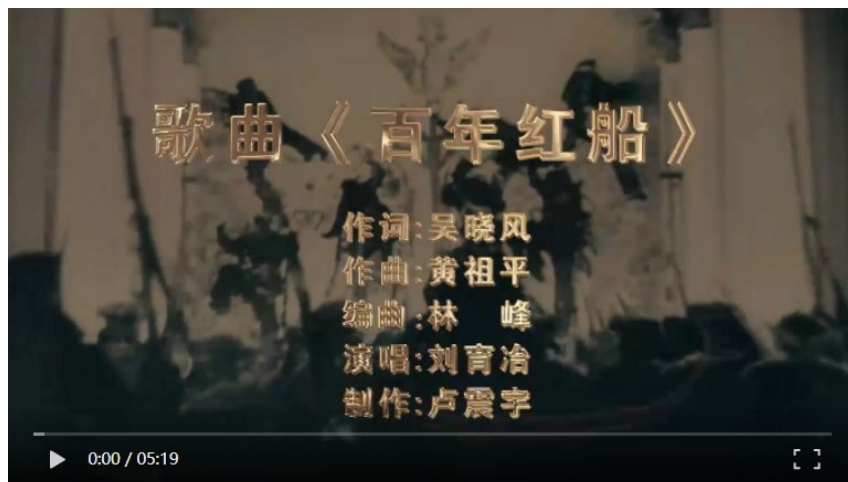 歌曲《百年红船》
作词:吴晓风
作曲:黄祖平
编曲:林　峰
演唱:刘育冶
制作:卢震宇
0:00 / 05:19